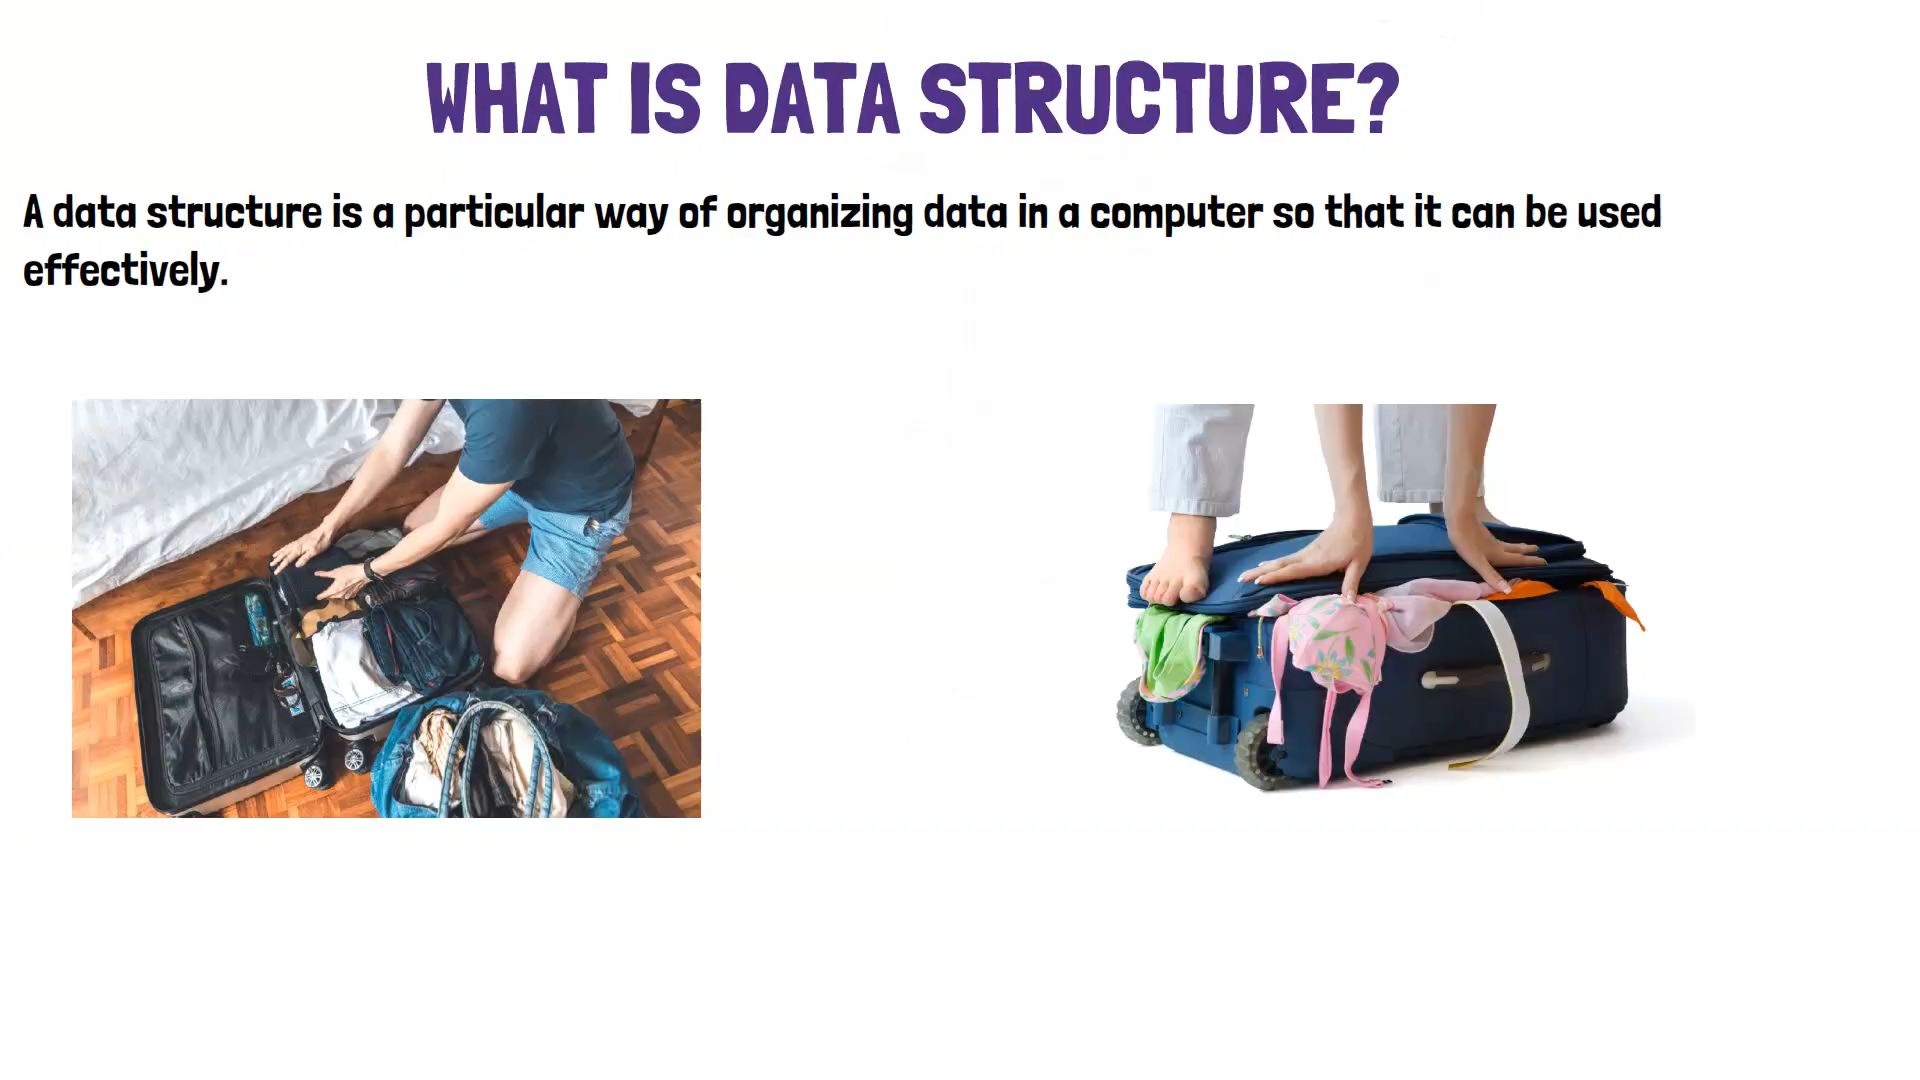 WHAT IS DATA STRUCTURE?
A data structure is a particular way of organizing data in a computer so that it can be used
effectively.